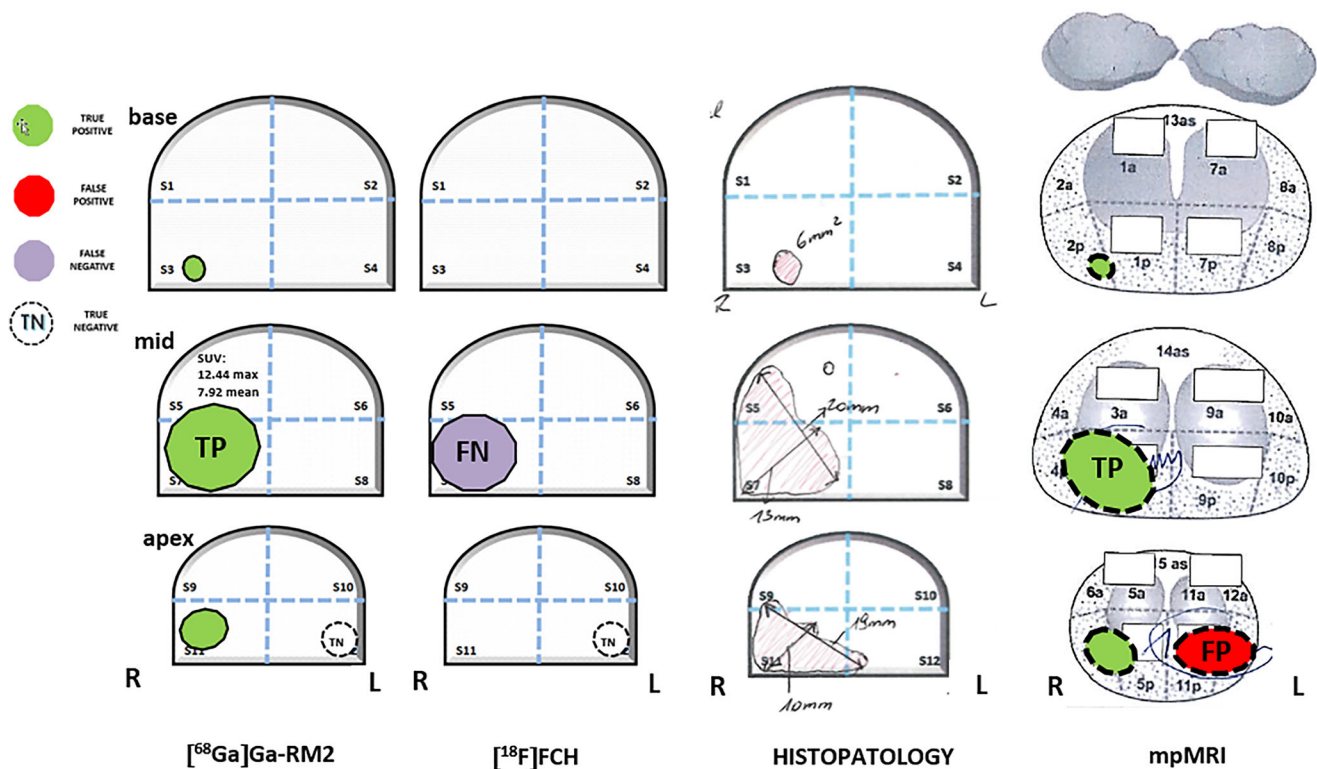 TRUE
POSITIVE
FALSE
POSITIVE
FALSE
NEGATIVE
TN
TRUE
NEGATIVE
base
S1
S2
S3
S4
S1
S2
S3
S4
S1
S2
S3
S4
6mm²
R
L
13as
1a
7a
2a
8a
2p
1p
7p
8p
mid
SUV:
12.44 max
7.92 mean
S5
S6
TP
S7
S8
S5
S6
FN
S8
S5
S6
20mm
S7
S8
13mm
14as
4a
3a
9a
10a
TP
10p
9p
apex
S9
S10
S11
TN
S9
S10
S11
TN
S9
S10
19mm
S11
S12
10mm
5 as
6a
5a
11a
12a
FP
5p
11p
R
L
R
L
R
L
R
L
[⁶⁸Ga]Ga-RM2
[¹⁸F]FCH
HISTOPATOLOGY
mpMRI